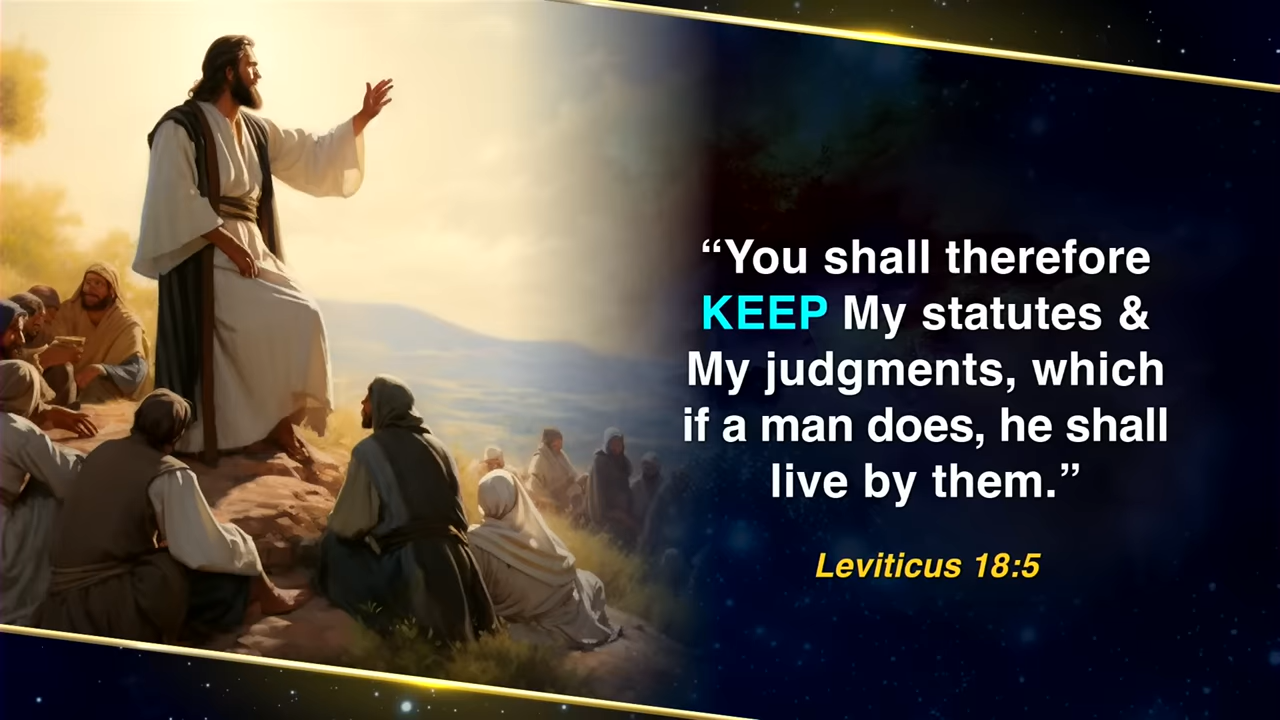 “You shall therefore
KEEP My statutes &
My judgments, which
if a man does, he shall
live by them.”
Leviticus 18:5